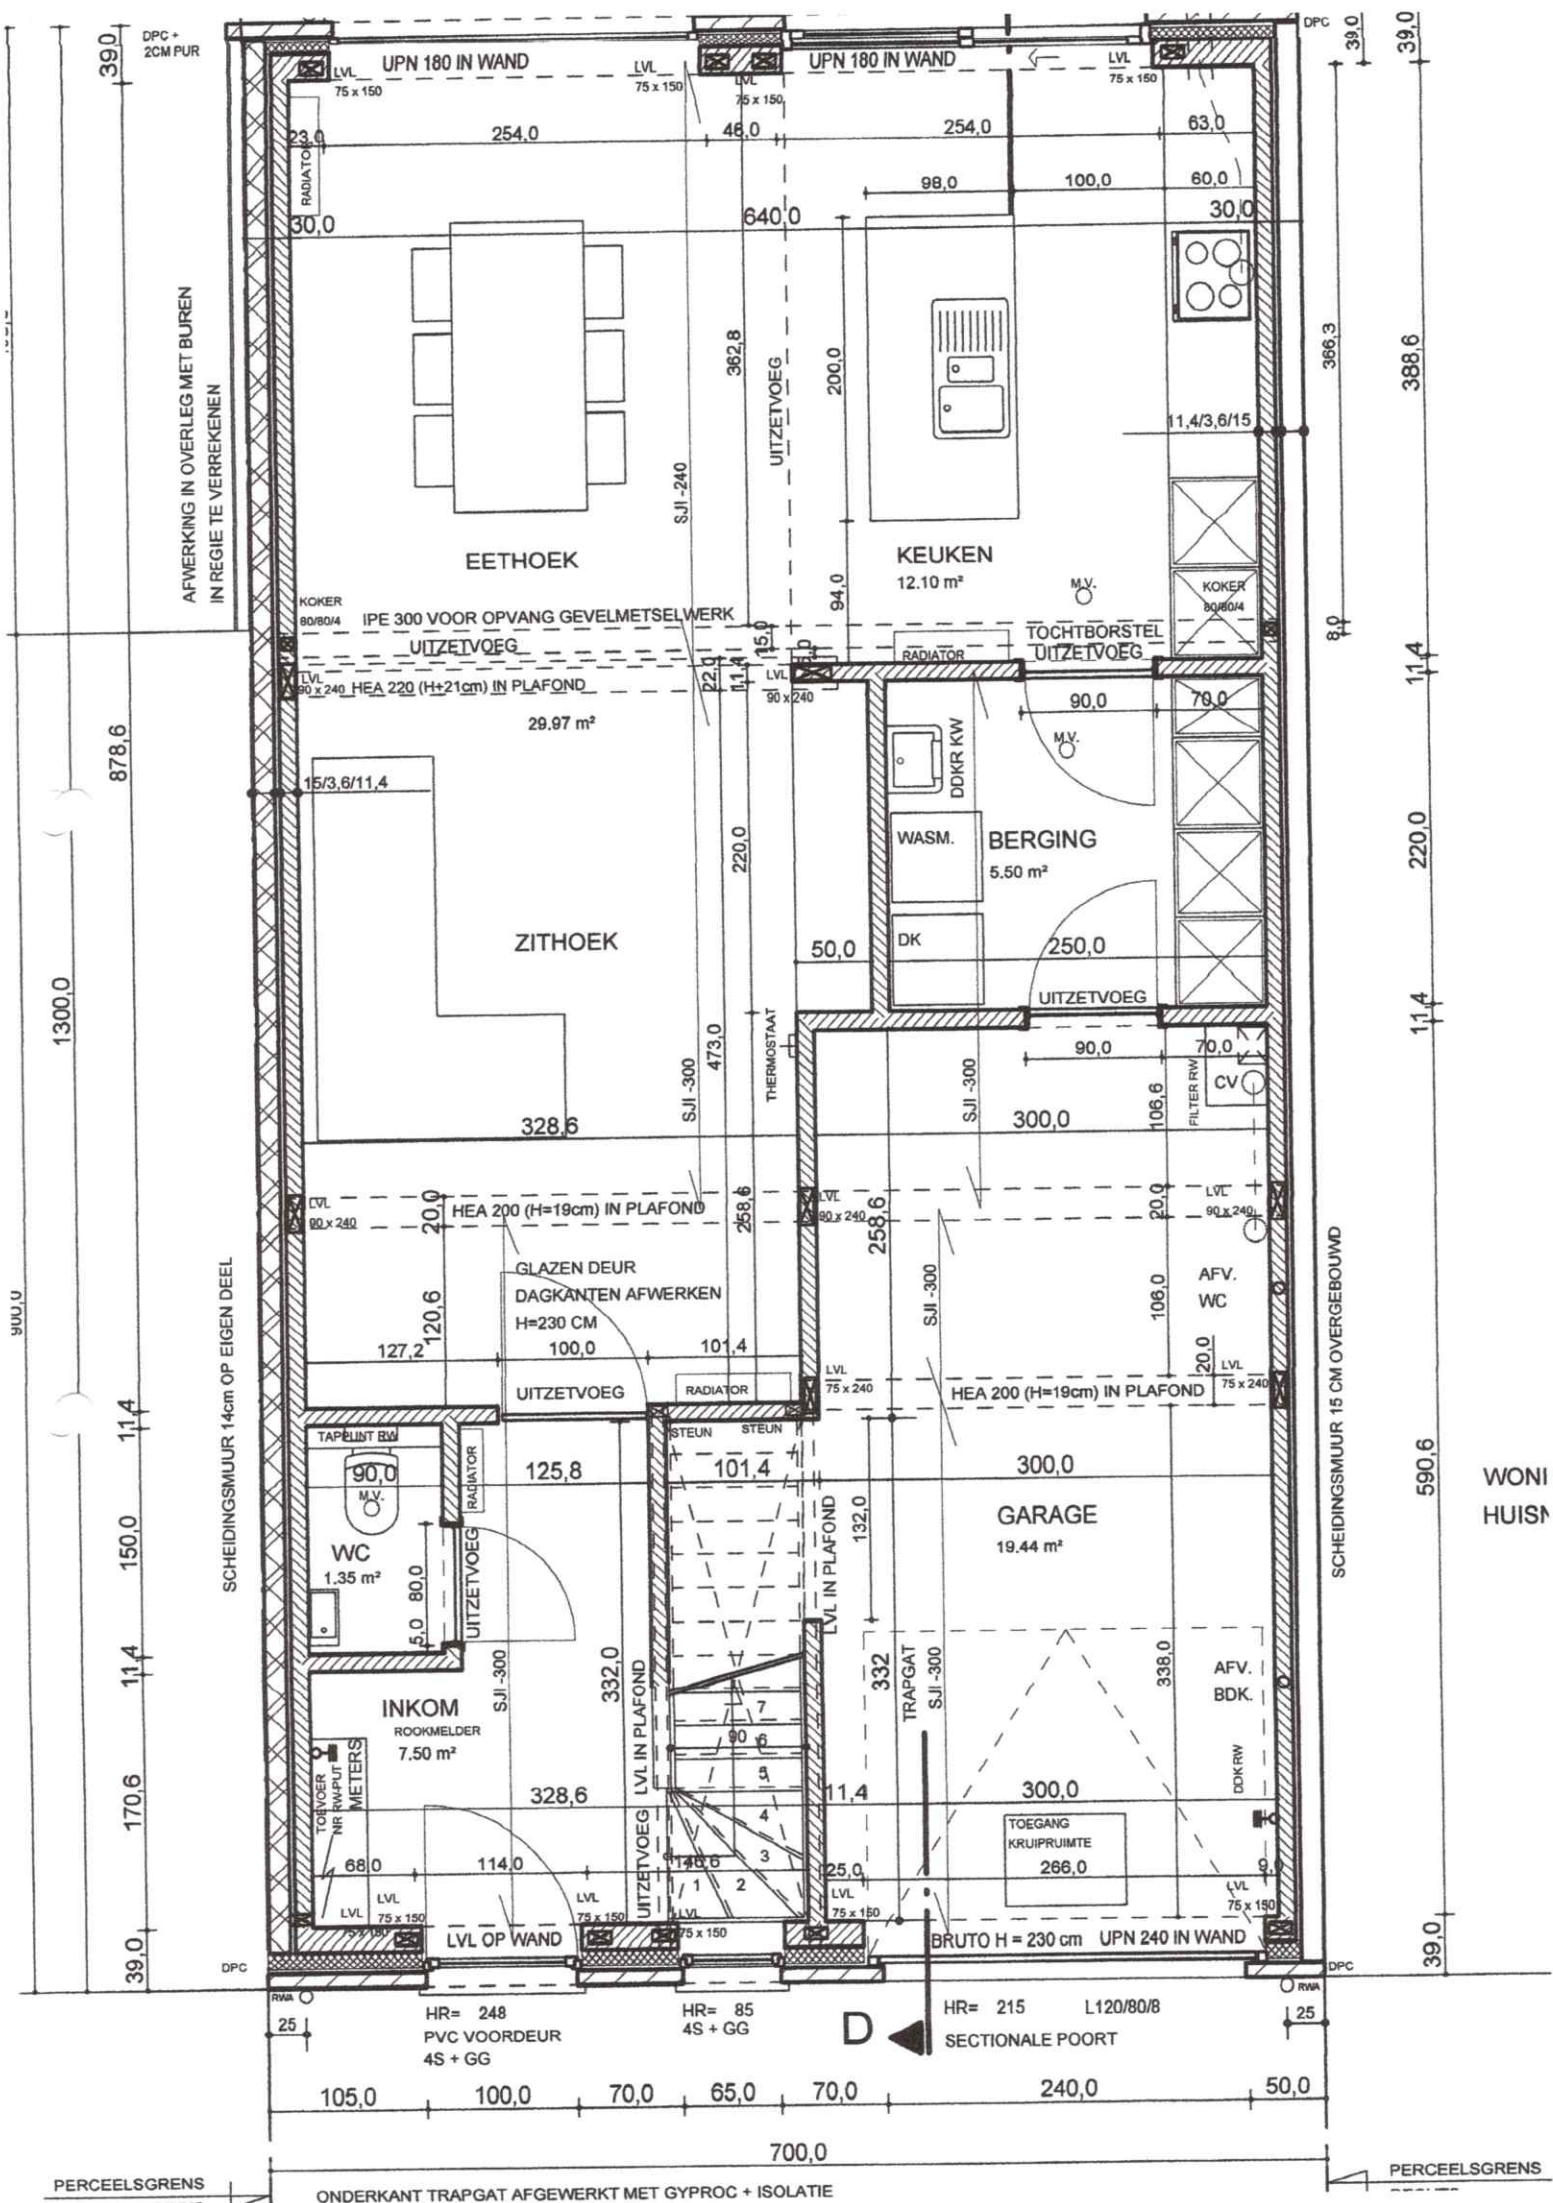 DPC +
2CM PUR
39,0
LVL
75 x 150
UPN 180 IN WAND
LVL
75 x 150
LVL
75 x 150
UPN 180 IN WAND
LVL
75 x 150
DPC
39,0
39,0
23,0
254,0
48,0
254,0
63,0
RADIATOR
98,0
100,0
60,0
30,0
640,0
30,0
AFWERKING IN OVERLEG MET BUREN
IN REGIE TE VERREKENEN
362,8
UITZETVOEG
200,0
366,3
388,6
11,4/3,6/15
SJI -240
EETHOEK
KEUKEN
12.10 m²
94,0
M.V.
KOKER
80/80/4
KOKER
80/80/4
IPE 300 VOOR OPVANG GEVELMETSELWERK
UITZETVOEG
15,0
TOCHTBORSTEL
UITZETVOEG
RADIATOR
8,0
11,4
LVL
90 x 240
HEA 220 (H+21cm) IN PLAFOND
22,0
11,4
LVL
90 x 240
29.97 m²
90,0
70,0
M.V.
DDKR KW
878,6
15/3,6/11,4
WASM.
BERGING
5.50 m²
220,0
220,0
DK
ZITHOEK
50,0
250,0
UITZETVOEG
1300,0
11,4
THERMOSTAAT
473,0
SJI -300
90,0
70,0
CV
FILTER RW
106,6
SJI -300
328,6
300,0
LVL
90 x 240
20,0
HEA 200 (H=19cm) IN PLAFOND
258,6
LVL
90 x 240
258,6
20,0
LVL
90 x 240
GLAZEN DEUR
DAGKANTEN AFWERKEN
H=230 CM
120,6
SJI -300
106,0
AFV.
WC
SCHEIDINGSMUUR 14cm OP EIGEN DEEL
SCHEIDINGSMUUR 15 CM OVERGEBOUWD
900,0
127,2
100,0
101,4
20,0
LVL
75 x 240
UITZETVOEG
RADIATOR
LVL
75 x 240
HEA 200 (H=19cm) IN PLAFOND
11,4
TAPPUNT RW
STEUN
STEUN
90,0
M.V.
RADIATOR
125,8
101,4
300,0
590,6
WONI
HUISN
150,0
WC
1.35 m²
80,0
5,0
UITZETVOEG
132,0
LVL IN PLAFOND
GARAGE
19.44 m²
11,4
SJI -300
332,0
332
TRAPGAT
SJI -300
338,0
AFV.
BDK.
INKOM
ROOKMELDER
7.50 m²
LVL IN PLAFOND
7
90
6
5
4
3
2
1
170,6
TOEVOER
NR RW-PUT
METERS
328,6
11,4
300,0
DDK RW
TOEGANG
KRUIPRUIMTE
266,0
68,0
114,0
UITZETVOEG
146,6
25,0
9,0
LVL
75 x 150
LVL
75 x 150
LVL
75 x 150
LVL
75 x 150
LVL
75 x 150
LVL
75 x 150
39,0
LVL OP WAND
BRUTO H = 230 cm
UPN 240 IN WAND
39,0
DPC
DPC
RWA
RWA
25
HR= 248
PVC VOORDEUR
4S + GG
HR= 85
4S + GG
D
HR= 215
L120/80/8
SECTIONALE POORT
25
105,0
100,0
70,0
65,0
70,0
240,0
50,0
700,0
PERCEELSGRENS
PERCEELSGRENS
ONDERKANT TRAPGAT AFGEWERKT MET GYPROC + ISOLATIE